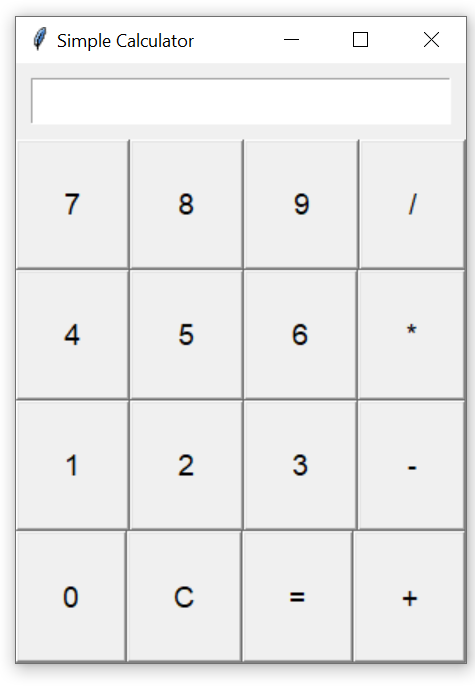 Simple Calculator
7 8 9 /
4 5 6 *
1 2 3 -
0 C = +